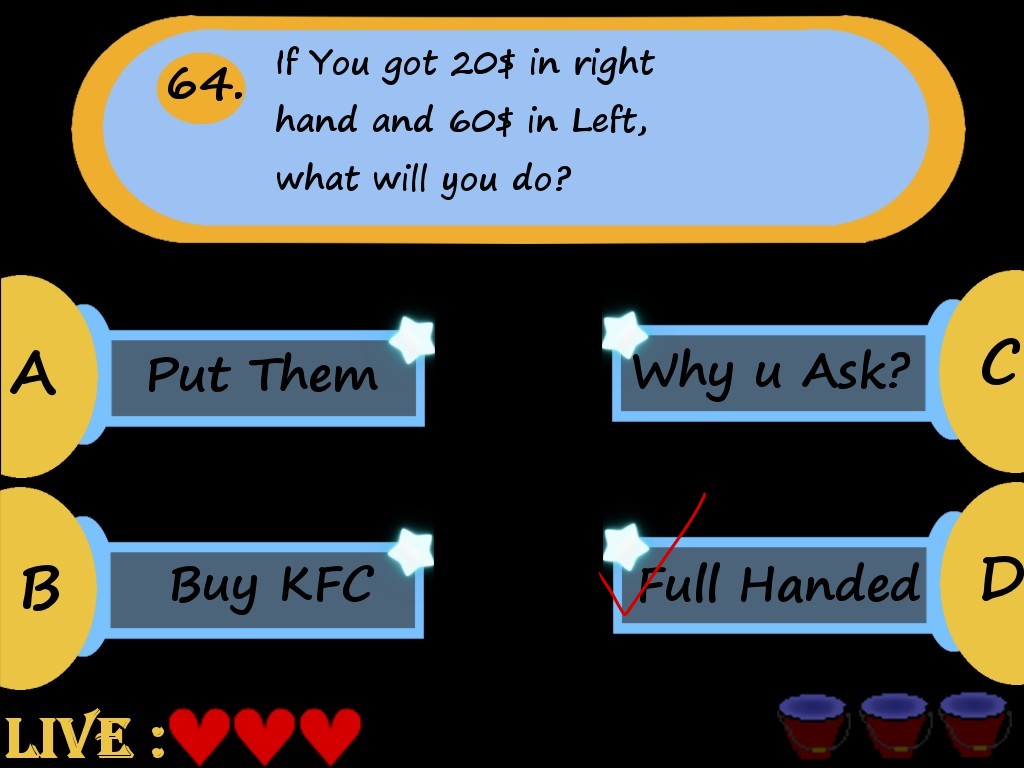 64.
If You got 20$ in right
hand and 60$ in Left,
what will you do?
A
Put Them
Why u Ask?
C
B
Buy KFC
Full Handed
D
LIVE :